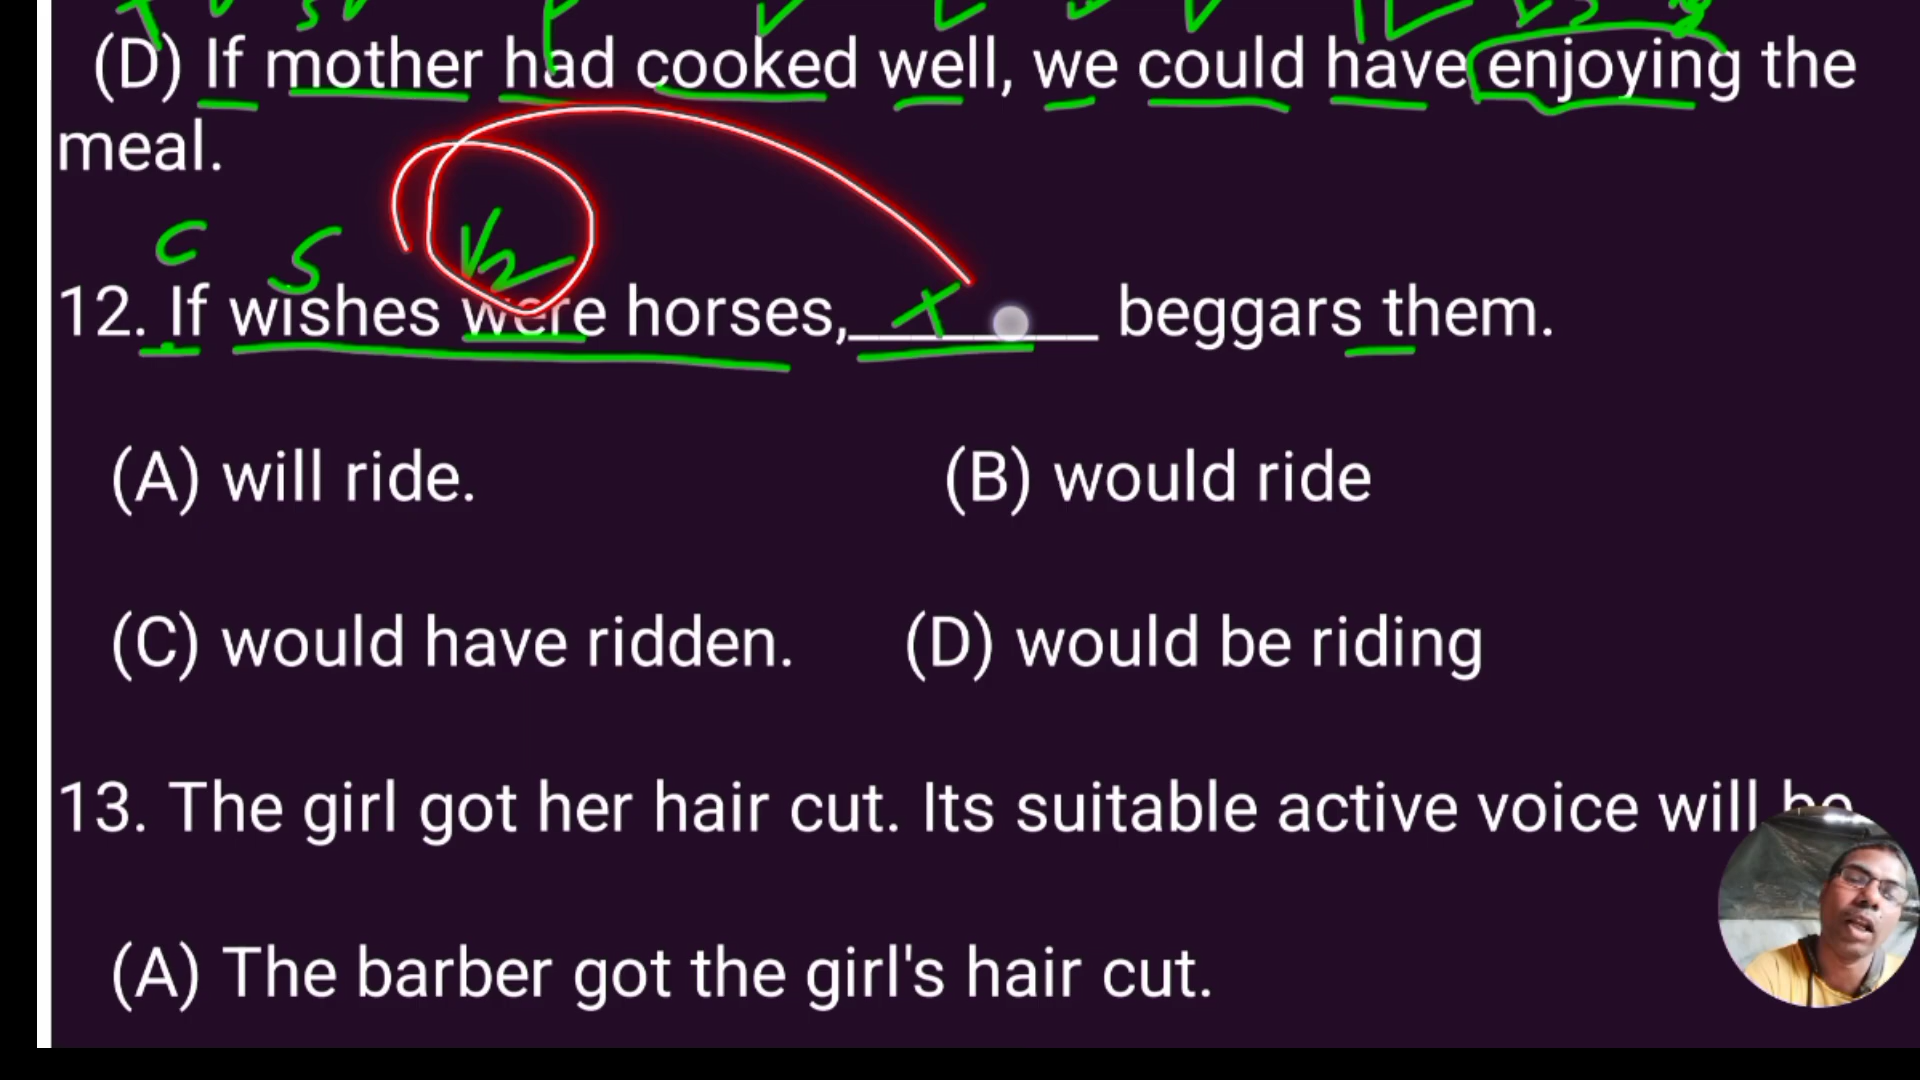 (D) If mother had cooked well, we could have enjoying the
meal.
C S V2
12. If wishes were horses,_______ beggars them.
(A) will ride. (B) would ride
(C) would have ridden. (D) would be riding
13. The girl got her hair cut. Its suitable active voice will be
(A) The barber got the girl's hair cut.